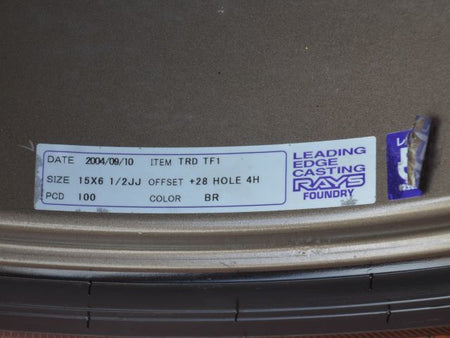 DATE 2004/09/10 ITEM TRD TF1
SIZE 15X6 1/2JJ OFFSET +28 HOLE 4H
PCD 100 COLOR BR
LEADING
EDGE
CASTING
RAYS
FOUNDRY